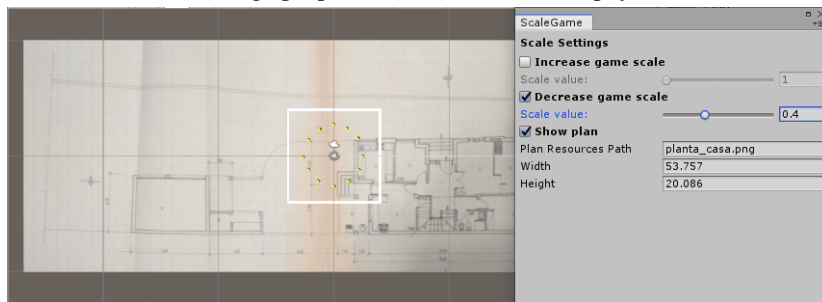 ScaleGame
Scale Settings
Increase game scale
Scale value:
1
Decrease game scale
Scale value:
0.4
Show plan
Plan Resources Path
planta_casa.png
Width
53.757
Height
20.086